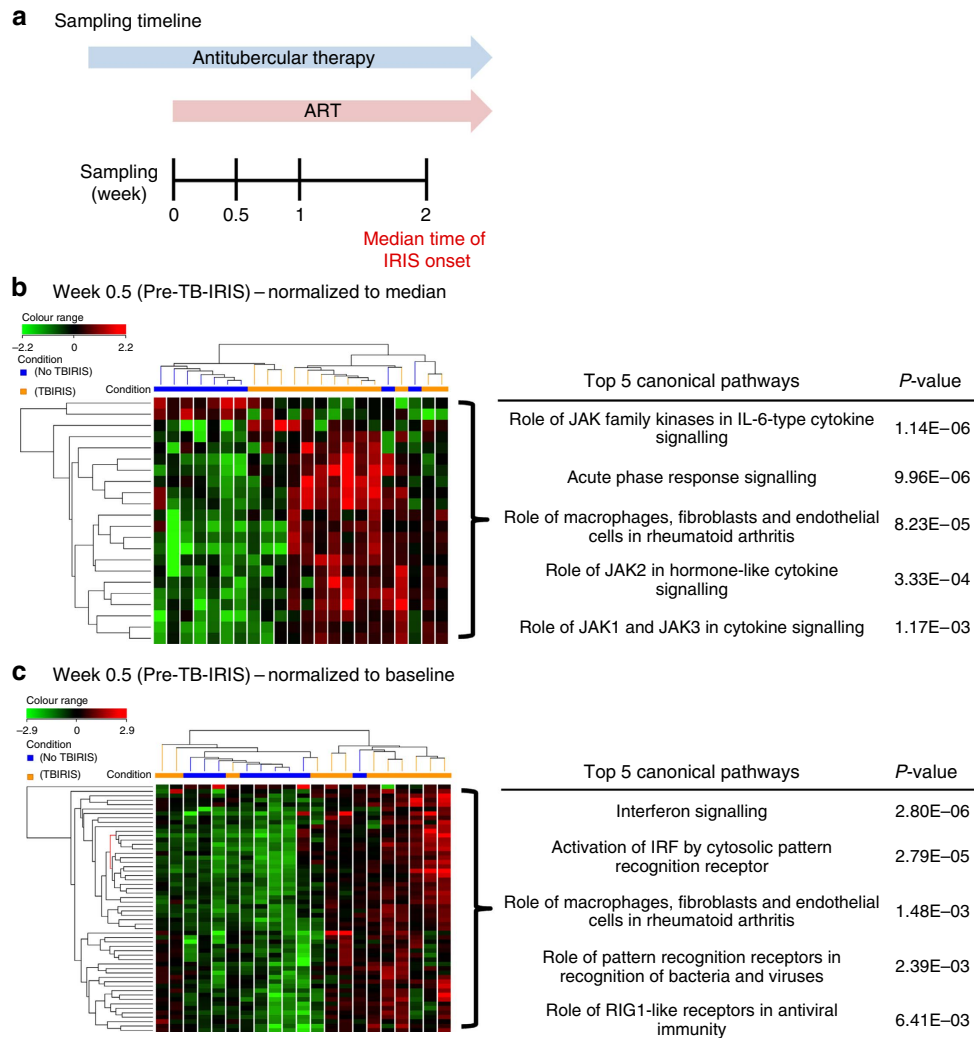 a Sampling timeline
Antitubercular therapy
ART
Sampling
(week)
0 0.5 1 2
Median time of
IRIS onset
b Week 0.5 (Pre-TB-IRIS) – normalized to median
Colour range
−2.2 0 2.2
Condition
(No TBIRIS)
(TBIRIS)
Condition
Top 5 canonical pathways P-value
Role of JAK family kinases in IL-6-type cytokine
signalling
1.14E−06
Acute phase response signalling 9.96E−06
Role of macrophages, fibroblasts and endothelial
cells in rheumatoid arthritis
8.23E−05
Role of JAK2 in hormone-like cytokine
signalling
3.33E−04
Role of JAK1 and JAK3 in cytokine signalling 1.17E−03
c Week 0.5 (Pre-TB-IRIS) – normalized to baseline
Colour range
−2.9 0 2.9
Condition
(No TBIRIS)
(TBIRIS)
Condition
Top 5 canonical pathways P-value
Interferon signalling 2.80E−06
Activation of IRF by cytosolic pattern
recognition receptor
2.79E−05
Role of macrophages, fibroblasts and endothelial
cells in rheumatoid arthritis
1.48E−03
Role of pattern recognition receptors in
recognition of bacteria and viruses
2.39E−03
Role of RIG1-like receptors in antiviral
immunity
6.41E−03